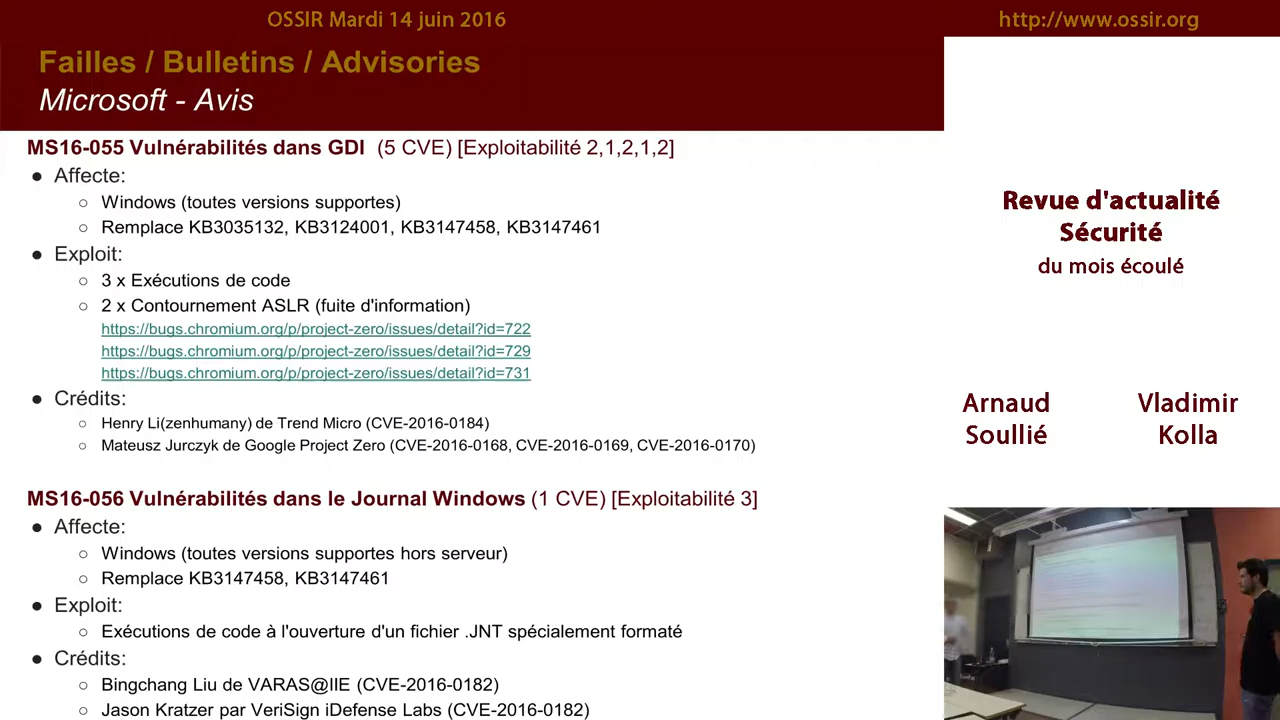 OSSIR Mardi 14 juin 2016
http://www.ossir.org
Failles / Bulletins / Advisories
Microsoft - Avis
MS16-055 Vulnérabilités dans GDI (5 CVE) [Exploitabilité 2,1,2,1,2]
● Affecte:
○ Windows (toutes versions supportes)
○ Remplace KB3035132, KB3124001, KB3147458, KB3147461
● Exploit:
○ 3 x Exécutions de code
○ 2 x Contournement ASLR (fuite d'information)
https://bugs.chromium.org/p/project-zero/issues/detail?id=722
https://bugs.chromium.org/p/project-zero/issues/detail?id=729
https://bugs.chromium.org/p/project-zero/issues/detail?id=731
● Crédits:
○ Henry Li(zenhumany) de Trend Micro (CVE-2016-0184)
○ Mateusz Jurczyk de Google Project Zero (CVE-2016-0168, CVE-2016-0169, CVE-2016-0170)
MS16-056 Vulnérabilités dans le Journal Windows (1 CVE) [Exploitabilité 3]
● Affecte:
○ Windows (toutes versions supportes hors serveur)
○ Remplace KB3147458, KB3147461
● Exploit:
○ Exécutions de code à l'ouverture d'un fichier .JNT spécialement formaté
● Crédits:
○ Bingchang Liu de VARAS@IIE (CVE-2016-0182)
○ Jason Kratzer par VeriSign iDefense Labs (CVE-2016-0182)
Revue d'actualité
Sécurité
du mois écoulé
Arnaud
Soullié
Vladimir
Kolla